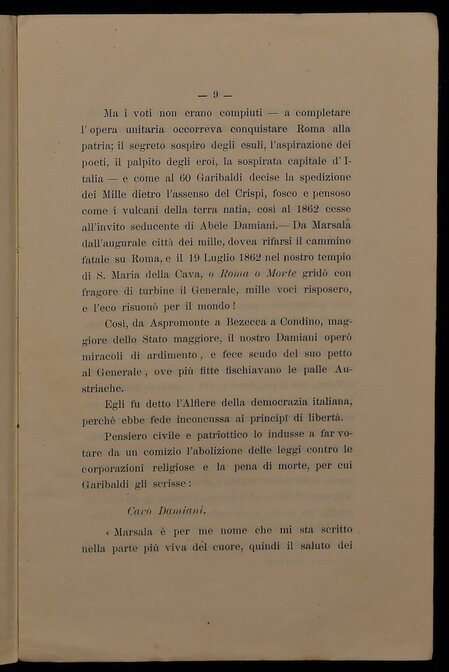 — 9 —
Ma i voti non erano compiuti — a completare
l'opera unitaria occorreva conquistare Roma alla
patria; il segreto sospiro degli esuli, l'aspirazione dei
poeti, il palpito degli eroi, la sospirata capitale d'I-
talia — e come al 60 Garibaldi decise la spedizione
dei Mille dietro l'assenso del Crispi, fosco e pensoso
come i vulcani della terra natia, così al 1862 cesse
all'invito seducente di Abele Damiani.— Da Marsala
dall'augurale città dei mille, dovea rifarsi il cammino
fatale su Roma, e il 19 Luglio 1862 nel nostro tempio
di S. Maria della Cava, o Roma o Morte gridó con
fragore di turbine il Generale, mille voci risposero,
e l'eco risuonò per il mondo!
Così, da Aspromonte a Bezecca a Condino, mag-
giore dello Stato maggiore, il nostro Damiani operò
miracoli di ardimento, e fece scudo del suo petto
al Generale, ove più fitte fischiavano le palle Au-
striache.
Egli fu detto l'Alfiere della democrazia italiana,
perchè ebbe fede inconcussa ai principî di libertà.
Pensiero civile e patriottico lo indusse a far vo-
tare da un comizio l'abolizione delle leggi contro le
corporazioni religiose e la pena di morte, per cui
Garibaldi gli scrisse:
Caro Damiani,
« Marsala è per me nome che mi sta scritto
nella parte più viva del cuore, quindi il saluto dei